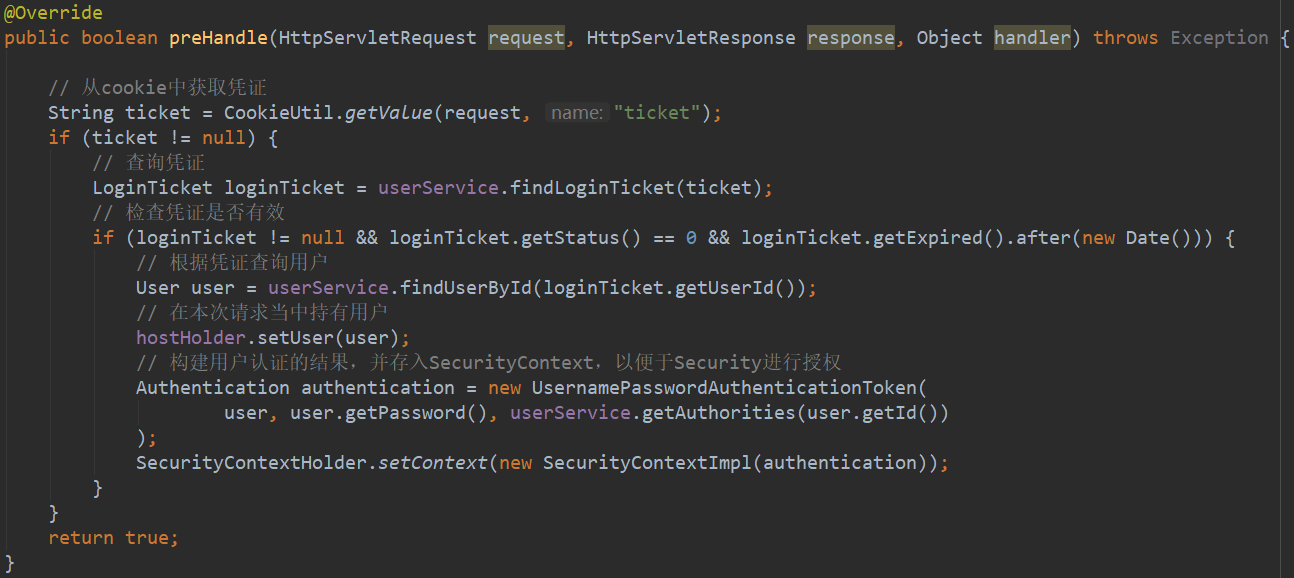 @Override
public boolean preHandle(HttpServletRequest request, HttpServletResponse response, Object handler) throws Exception {
// 从cookie中获取凭证
String ticket = CookieUtil.getValue(request, name: "ticket");
if (ticket != null) {
// 查询凭证
LoginTicket loginTicket = userService.findLoginTicket(ticket);
// 检查凭证是否有效
if (loginTicket != null && loginTicket.getStatus() == 0 && loginTicket.getExpired().after(new Date())) {
// 根据凭证查询用户
User user = userService.findUserById(loginTicket.getUserId());
// 在本次请求当中持有用户
hostHolder.setUser(user);
// 构建用户认证的结果，并存入SecurityContext，以便于Security进行授权
Authentication authentication = new UsernamePasswordAuthenticationToken(
user, user.getPassword(), userService.getAuthorities(user.getId())
);
SecurityContextHolder.setContext(new SecurityContextImpl(authentication));
}
}
return true;
}